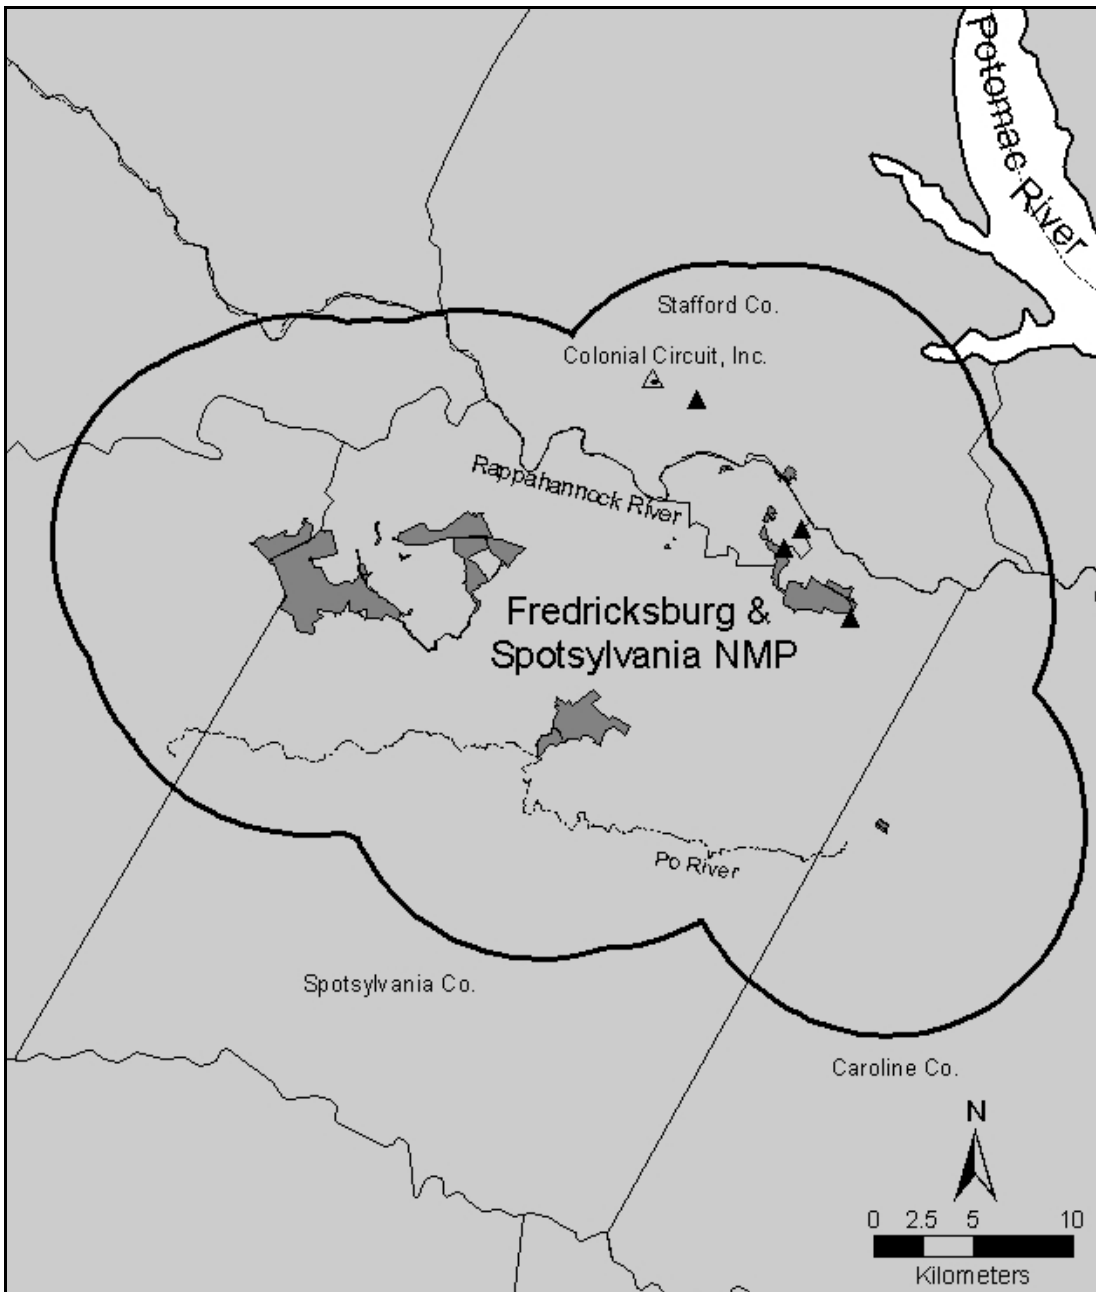 Potomac River
Stafford Co.
Colonial Circuit, Inc.
Rappahannock River
Fredricksburg &
Spotsylvania NMP
Po River
Spotsylvania Co.
Caroline Co.
N
0 2.5 5 10
Kilometers